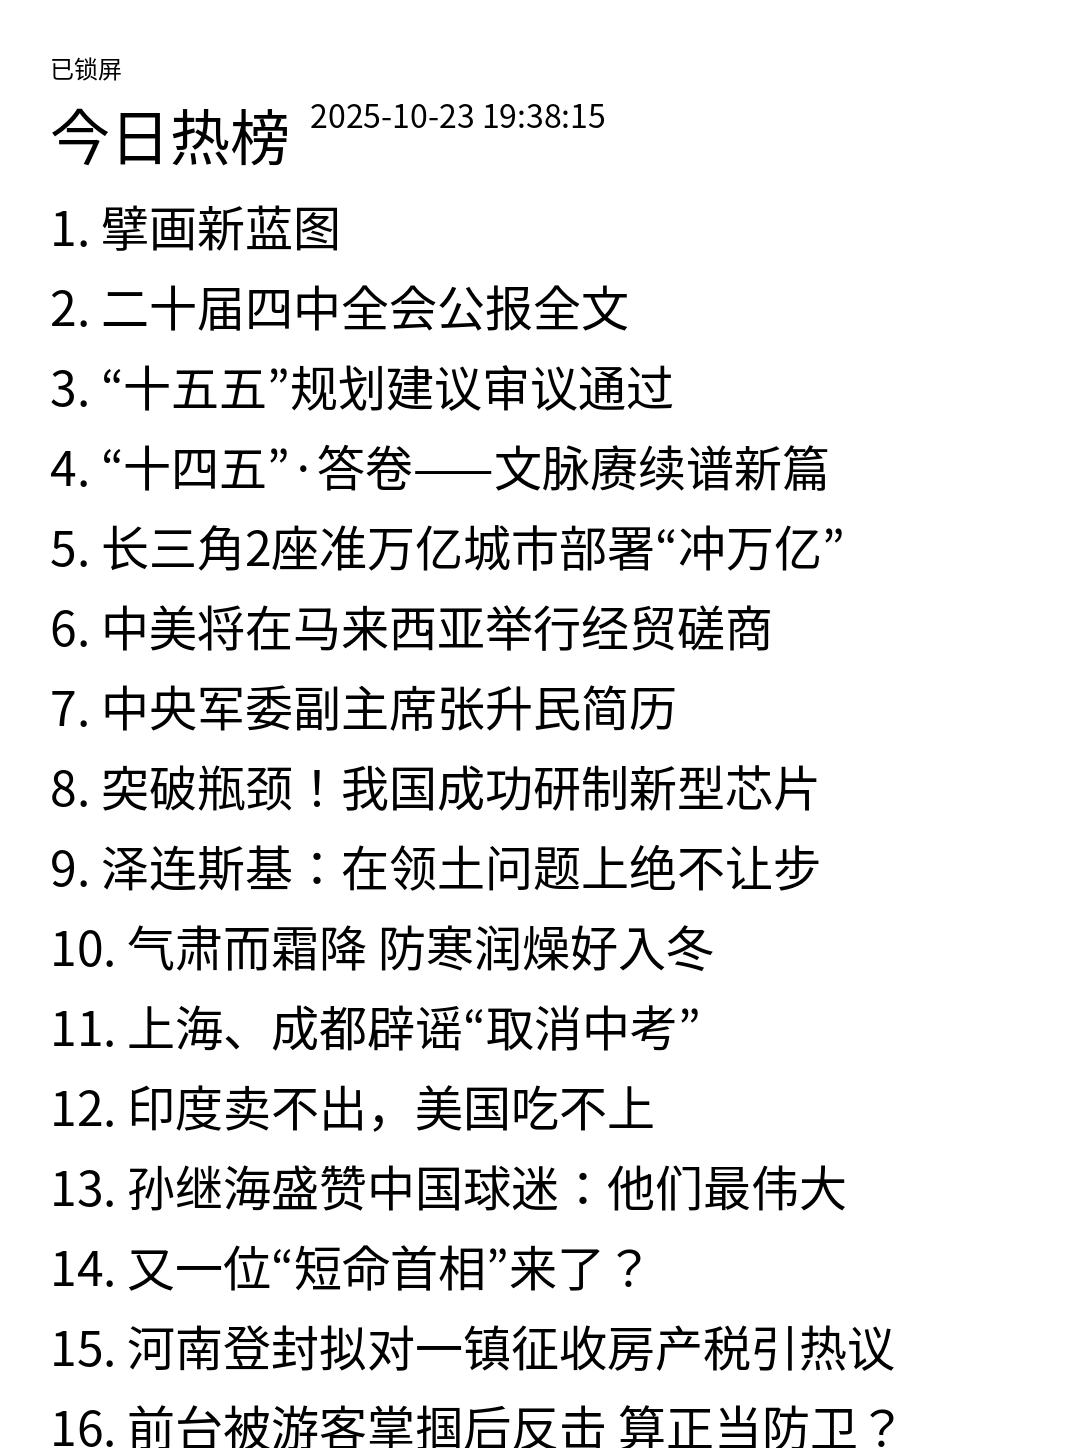 已锁屏
今日热榜 2025-10-23 19:38:15
1. 擘画新蓝图
2. 二十届四中全会公报全文
3. “十五五”规划建议审议通过
4. “十四五”·答卷——文脉赓续谱新篇
5. 长三角2座准万亿城市部署“冲万亿”
6. 中美将在马来西亚举行经贸磋商
7. 中央军委副主席张升民简历
8. 突破瓶颈！我国成功研制新型芯片
9. 泽连斯基：在领土问题上绝不让步
10. 气肃而霜降 防寒润燥好入冬
11. 上海、成都辟谣“取消中考”
12. 印度卖不出，美国吃不上
13. 孙继海盛赞中国球迷：他们最伟大
14. 又一位“短命首相”来了？
15. 河南登封拟对一镇征收房产税引热议
16. 前台被游客掌掴后反击 算正当防卫？